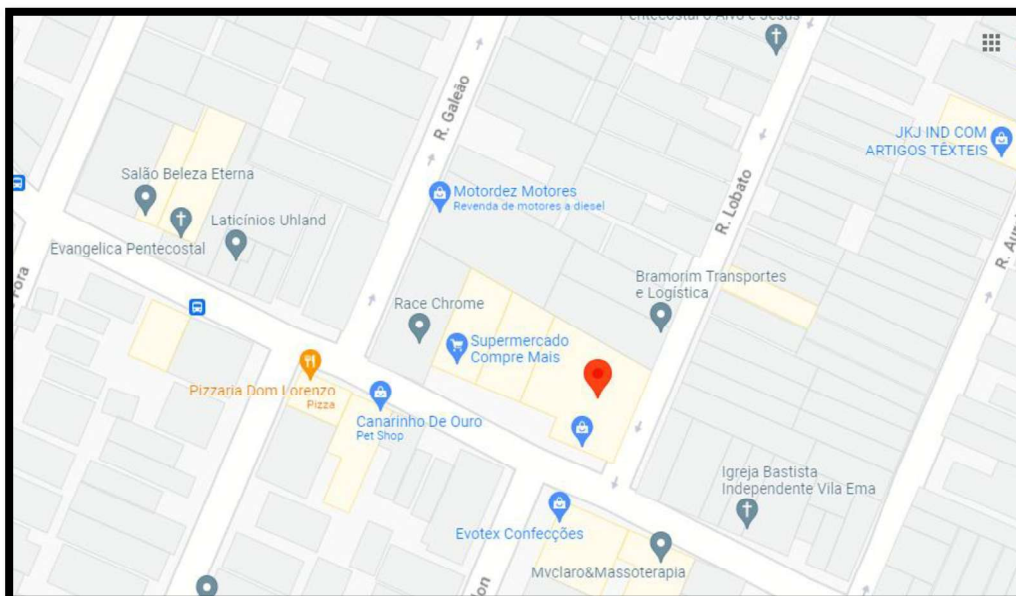 R. Galeão
JKJ IND COM
ARTIGOS TÊXTEIS
Salão Beleza Eterna
Motordez Motores
Revenda de motores a diesel
R. Lobato
Laticínios Uhland
Evangelica Pentecostal
Fora
Bramorim Transportes
e Logística
Race Chrome
Supermercado
Compre Mais
Pizzaria Dom Lorenzo
Pizza
Canarinho De Ouro
Pet Shop
Igreja Bastista
Independente Vila Ema
Evotex Confecções
Mvclaro&Massoterapia